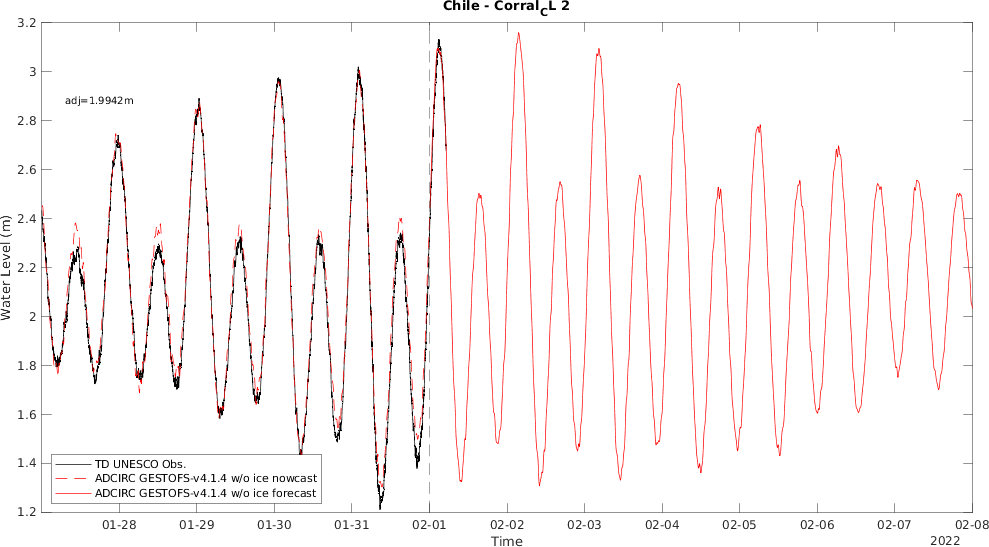 Chile - Corral_CL 2
adj=1.9942m
Water Level (m)
3.2
3
2.8
2.6
2.4
2.2
2
1.8
1.6
1.4
1.2
TD UNESCO Obs.
ADCIRC GESTOFS-v4.1.4 w/o ice nowcast
ADCIRC GESTOFS-v4.1.4 w/o ice forecast
01-28 01-29 01-30 01-31 02-01 02-02 02-03 02-04 02-05 02-06 02-07 02-08
Time
2022